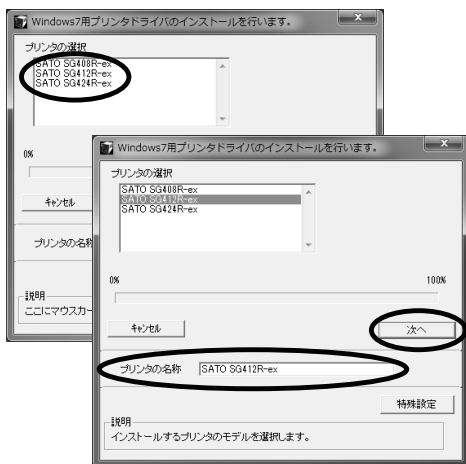 Windows7用プリンタドライバのインストールを行います。
プリンタの選択
SATO SG408R-ex
SATO SG412R-ex
SATO SG424R-ex
0%
キャンセル
プリンタの名称
説明
ここにマウスカー
Windows7用プリンタドライバのインストールを行います。
プリンタの選択
SATO SG408R-ex
SATO SG412R-ex
SATO SG424R-ex
0% 100%
キャンセル 次へ
プリンタの名称 SATO SG412R-ex
特殊設定
説明
インストールするプリンタのモデルを選択します。